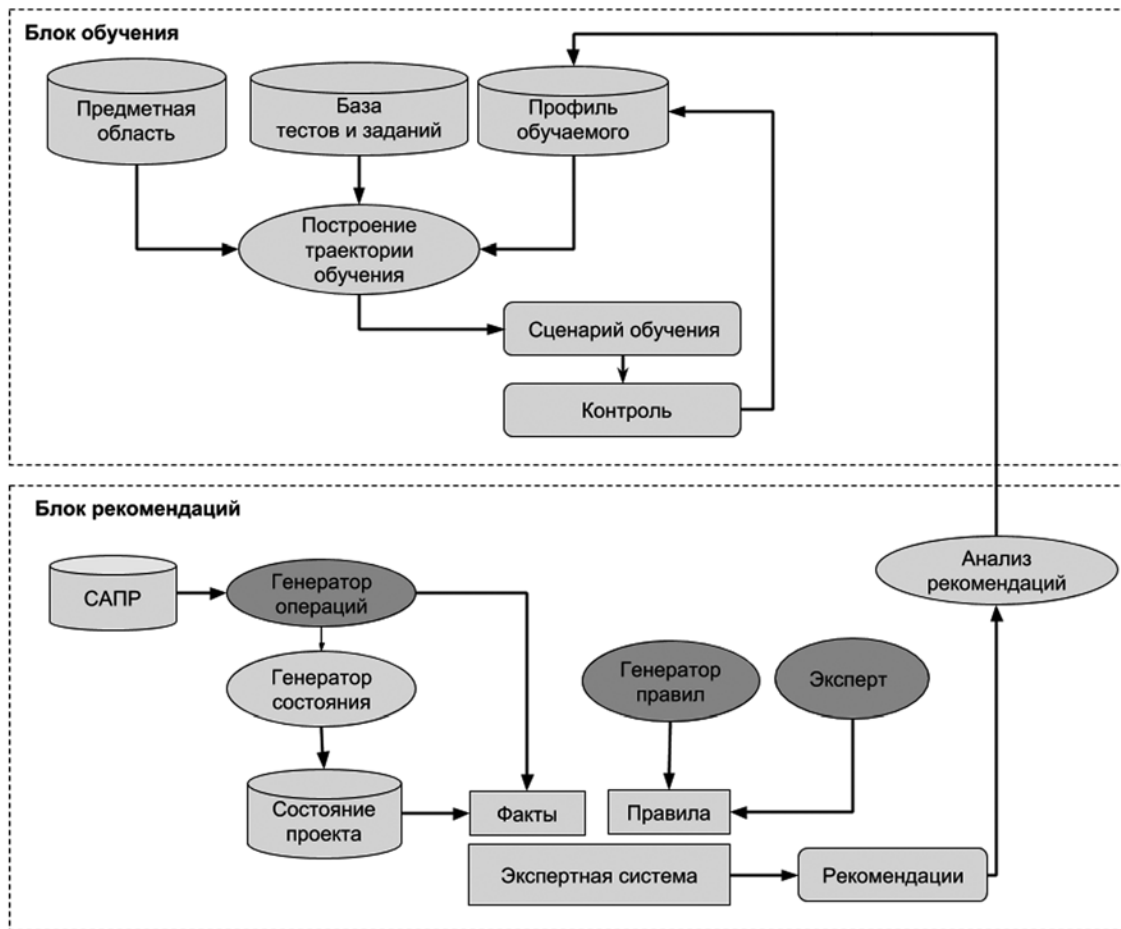 Блок обучения
Предметная
область
База
тестов и заданий
Профиль
обучаемого
Построение
траектории
обучения
Сценарий обучения
Контроль
Блок рекомендаций
САПР
Генератор
операций
Анализ
рекомендаций
Генератор
состояния
Генератор
правил
Эксперт
Состояние
проекта
Факты
Правила
Экспертная система
Рекомендации